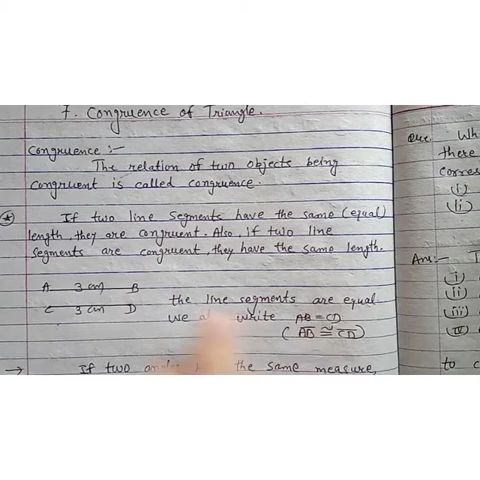 7. Congruence of Triangle.
Congruence :-
The relation of two objects being
congruent is called congruence.
If two line segments have the same (equal)
length, they are congruent. Also, if two line
segments are congruent, they have the same length.
A 3 cm B
C 3 cm D
the line segments are equal
We write AB = CD
( AB ≅ CD )
→ If two the same measure,
Que Wh
there
corres
(i)
(ii)
Ans:- T
(i)
(ii)
(iii)
(iv)
to c